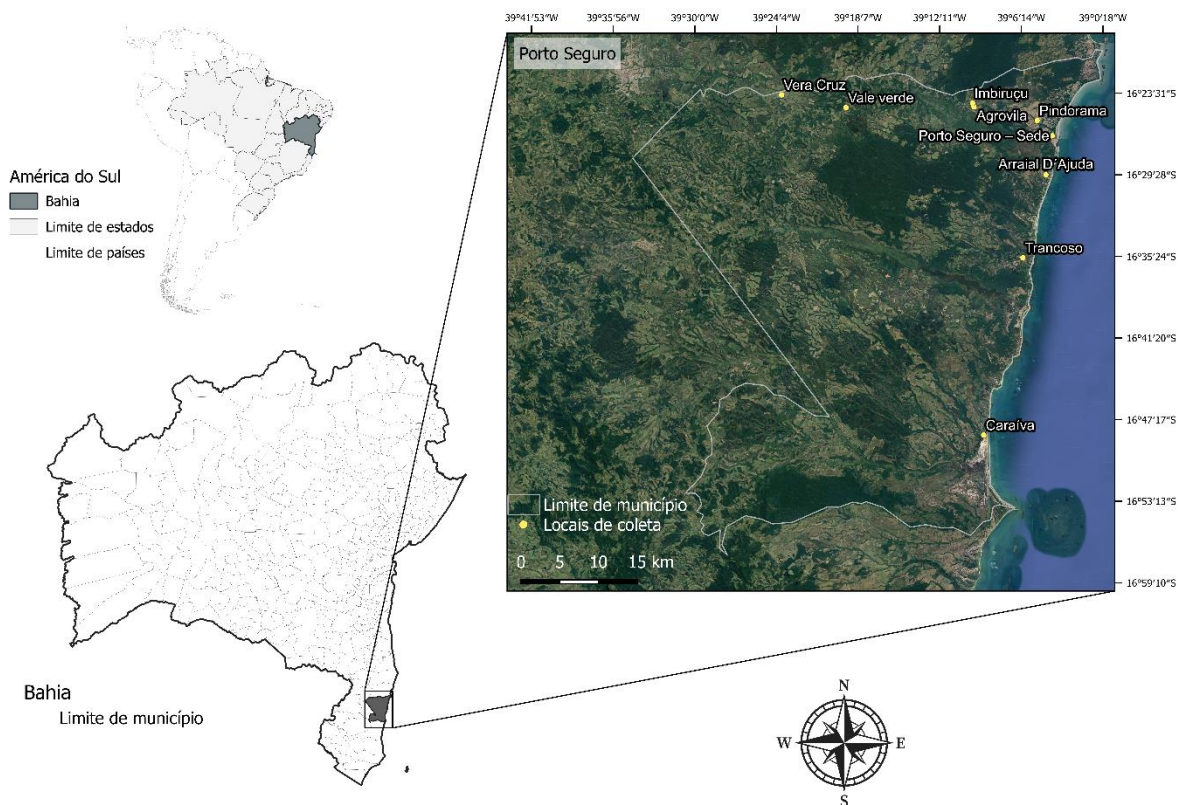 39°41'53"W 39°35'56"W 39°30'0"W 39°24'4"W 39°18'7"W 39°12'11"W 39°6'14"W 39°0'18"W
Porto Seguro
Vera Cruz
Vale verde
Imbiruçu
Agrovila
Pindorama
Porto Seguro – Sede
Arraial D´Ajuda
Trancoso
Caraíva
16°23'31"S
16°29'28"S
16°35'24"S
16°41'20"S
16°47'17"S
16°53'13"S
16°59'10"S
Limite de município
Locais de coleta
0 5 10 15 km
América do Sul
Bahia
Limite de estados
Limite de países
Bahia
Limite de município
N
W E
S